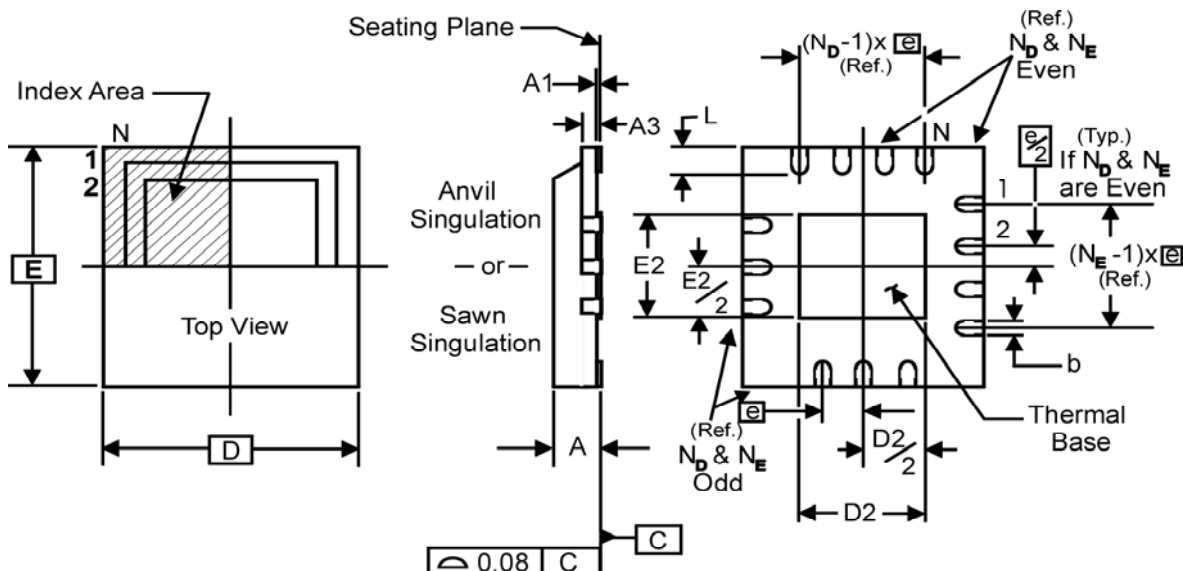 Seating Plane
Index Area
N
1
2
E
Top View
D
A1
A3
Anvil
Singulation
— or —
Sawn
Singulation
A
C
0.08 C
(N_D-1)x e
(Ref.)
(Ref.)
N_D & N_E
Even
L
N
e/2
(Typ.)
If N_D & N_E
are Even
1
2
(N_E-1)x e
(Ref.)
b
E2
E2/2
Thermal
Base
e
(Ref.)
N_D & N_E
Odd
D2/2
D2